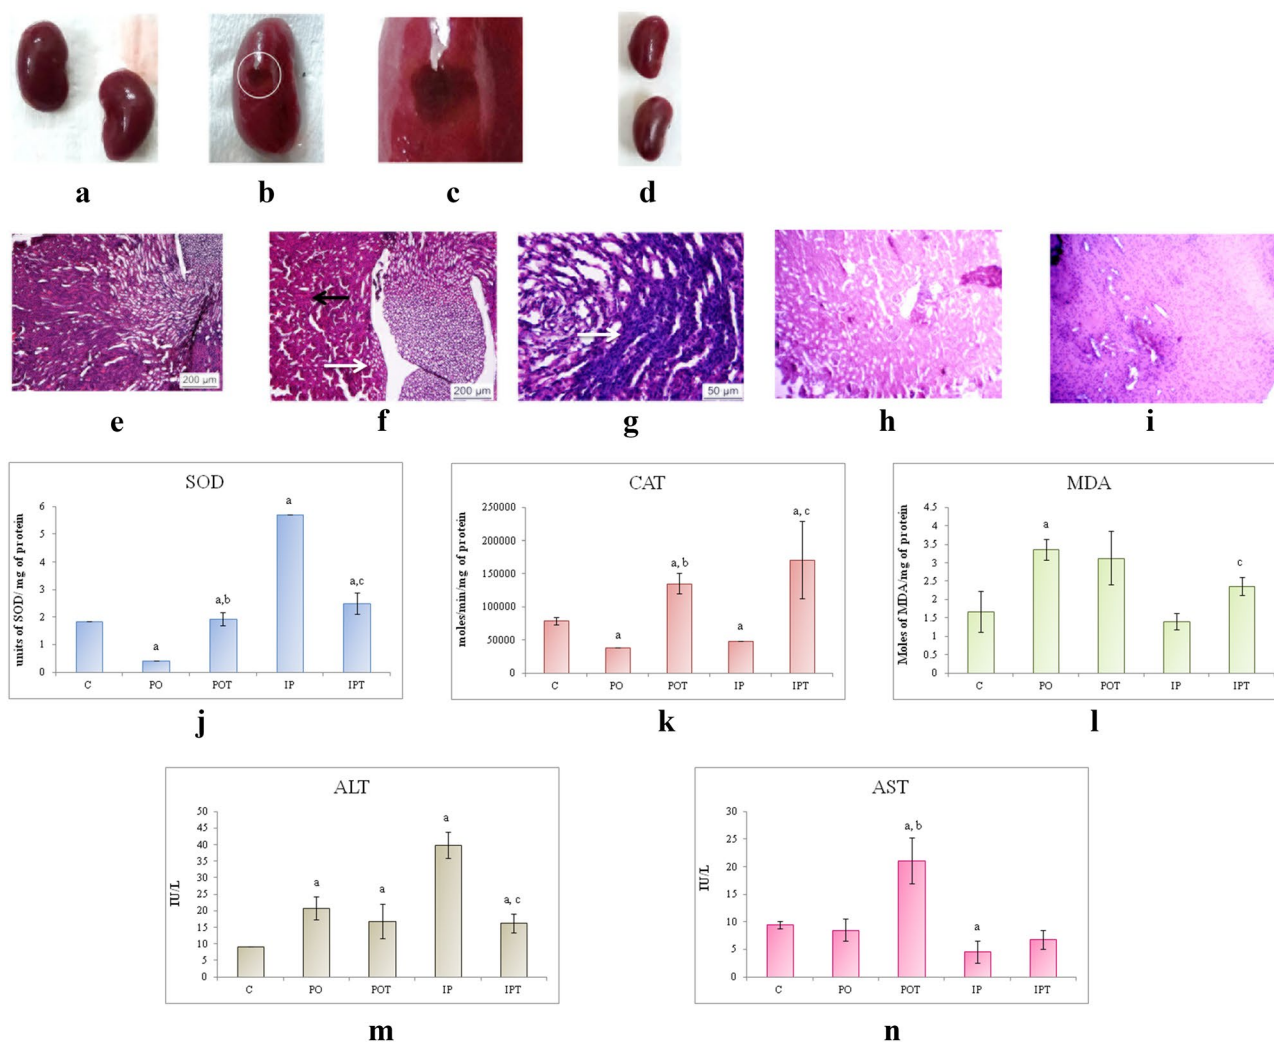 a
b
c
d
200 µm
200 µm
50 µm
e
f
g
h
i
SOD
units of SOD/ mg of protein
6
5
4
3
2
1
0
a
a,b
a
a,c
C PO POT IP IPT
j
CAT
moles/min/mg of protein
250000
200000
150000
100000
50000
0
a
a, b
a
a, c
C PO POT IP IPT
k
MDA
Moles of MDA/mg of protein
4.5
4
3.5
3
2.5
2
1.5
1
0.5
0
a
c
C PO POT IP IPT
l
ALT
IU/L
50
45
40
35
30
25
20
15
10
5
0
a
a
a
a, c
C PO POT IP IPT
m
AST
IU/L
30
25
20
15
10
5
0
a, b
a
C PO POT IP IPT
n